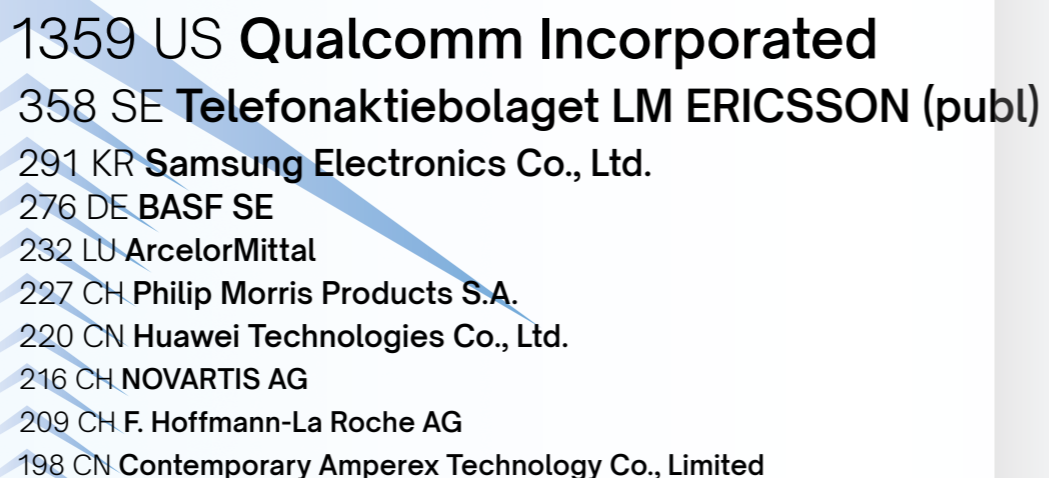 1359 US Qualcomm Incorporated
358 SE Telefonaktiebolaget LM ERICSSON (publ)
291 KR Samsung Electronics Co., Ltd.
276 DE BASF SE
232 LU ArcelorMittal
227 CH Philip Morris Products S.A.
220 CN Huawei Technologies Co., Ltd.
216 CH NOVARTIS AG
209 CH F. Hoffmann-La Roche AG
198 CN Contemporary Amperex Technology Co., Limited